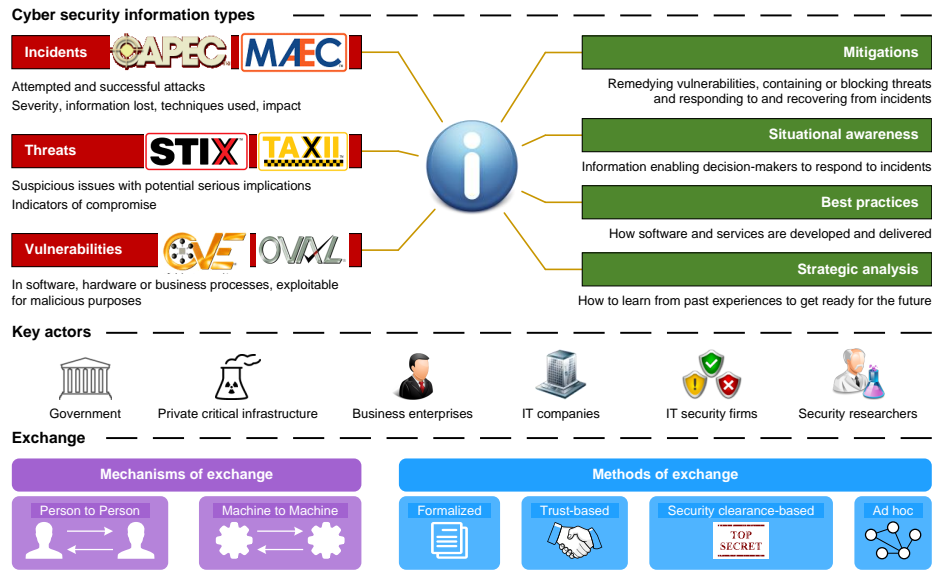 Cyber security information types
Incidents
CAPEC
MAEC
Attempted and successful attacks
Severity, information lost, techniques used, impact
Threats
STIX
TAXII
Suspicious issues with potential serious implications
Indicators of compromise
Vulnerabilities
CVE
OVAL
In software, hardware or business processes, exploitable
for malicious purposes
i
Mitigations
Remedying vulnerabilities, containing or blocking threats
and responding to and recovering from incidents
Situational awareness
Information enabling decision-makers to respond to incidents
Best practices
How software and services are developed and delivered
Strategic analysis
How to learn from past experiences to get ready for the future
Key actors
Government
Private critical infrastructure
Business enterprises
IT companies
IT security firms
Security researchers
Exchange
Mechanisms of exchange
Person to Person
Machine to Machine
Methods of exchange
Formalized
Trust-based
Security clearance-based
TOP
SECRET
Ad hoc